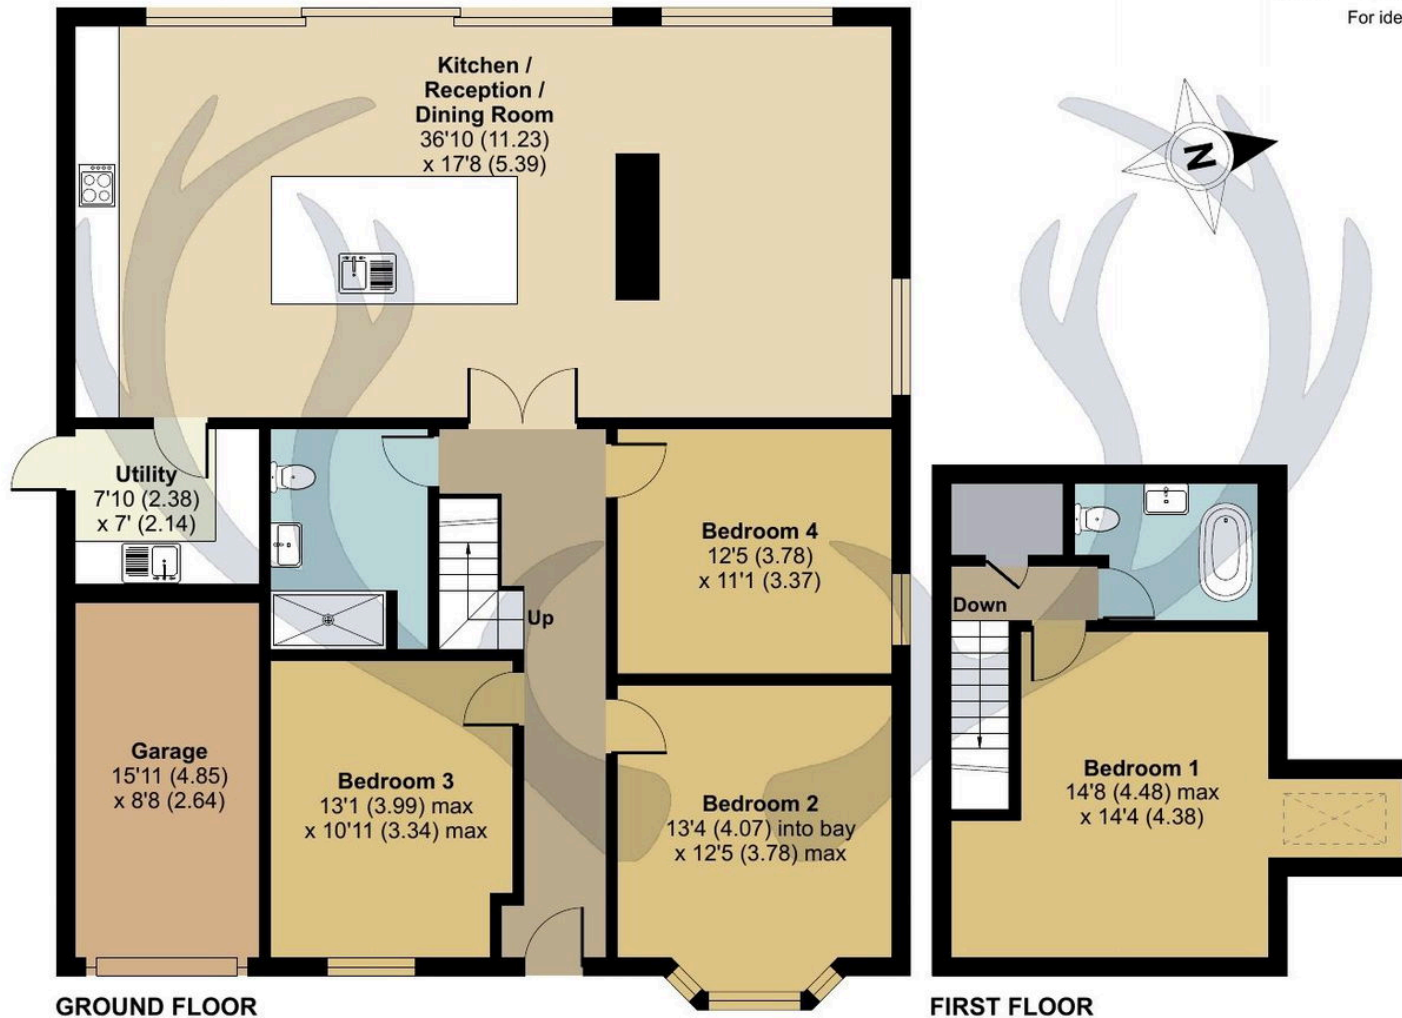 For ide
Kitchen /
Reception /
Dining Room
36'10 (11.23)
x 17'8 (5.39)
N
Utility
7'10 (2.38)
x 7' (2.14)
Bedroom 4
12'5 (3.78)
x 11'1 (3.37)
Up
Down
Garage
15'11 (4.85)
x 8'8 (2.64)
Bedroom 3
13'1 (3.99) max
x 10'11 (3.34) max
Bedroom 2
13'4 (4.07) into bay
x 12'5 (3.78) max
Bedroom 1
14'8 (4.48) max
x 14'4 (4.38)
GROUND FLOOR
FIRST FLOOR